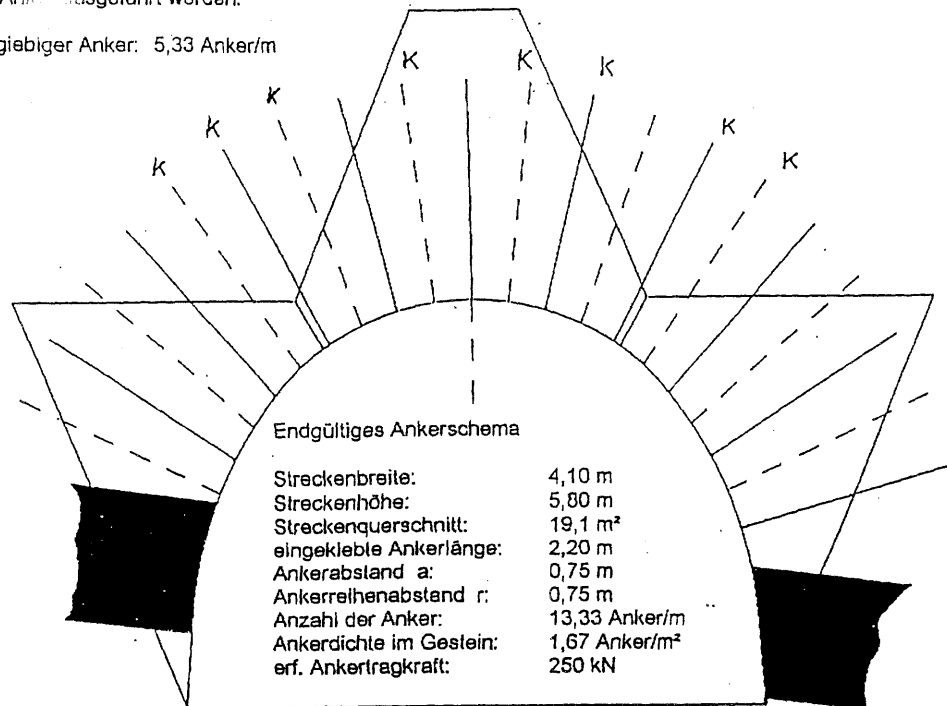 ausgeführt werden.
giebiger Anker: 5,33 Anker/m
K
K
K
K
K
K
K
K
Endgültiges Ankerschema
Streckenbreite: 4,10 m
Streckenhöhe: 5,80 m
Streckenquerschnitt: 19,1 m²
eingeklebte Ankerlänge: 2,20 m
Ankerabstand a: 0,75 m
Ankerreihenabstand r: 0,75 m
Anzahl der Anker: 13,33 Anker/m
Ankerdichte im Gestein: 1,67 Anker/m²
erf. Ankertragkraft: 250 kN